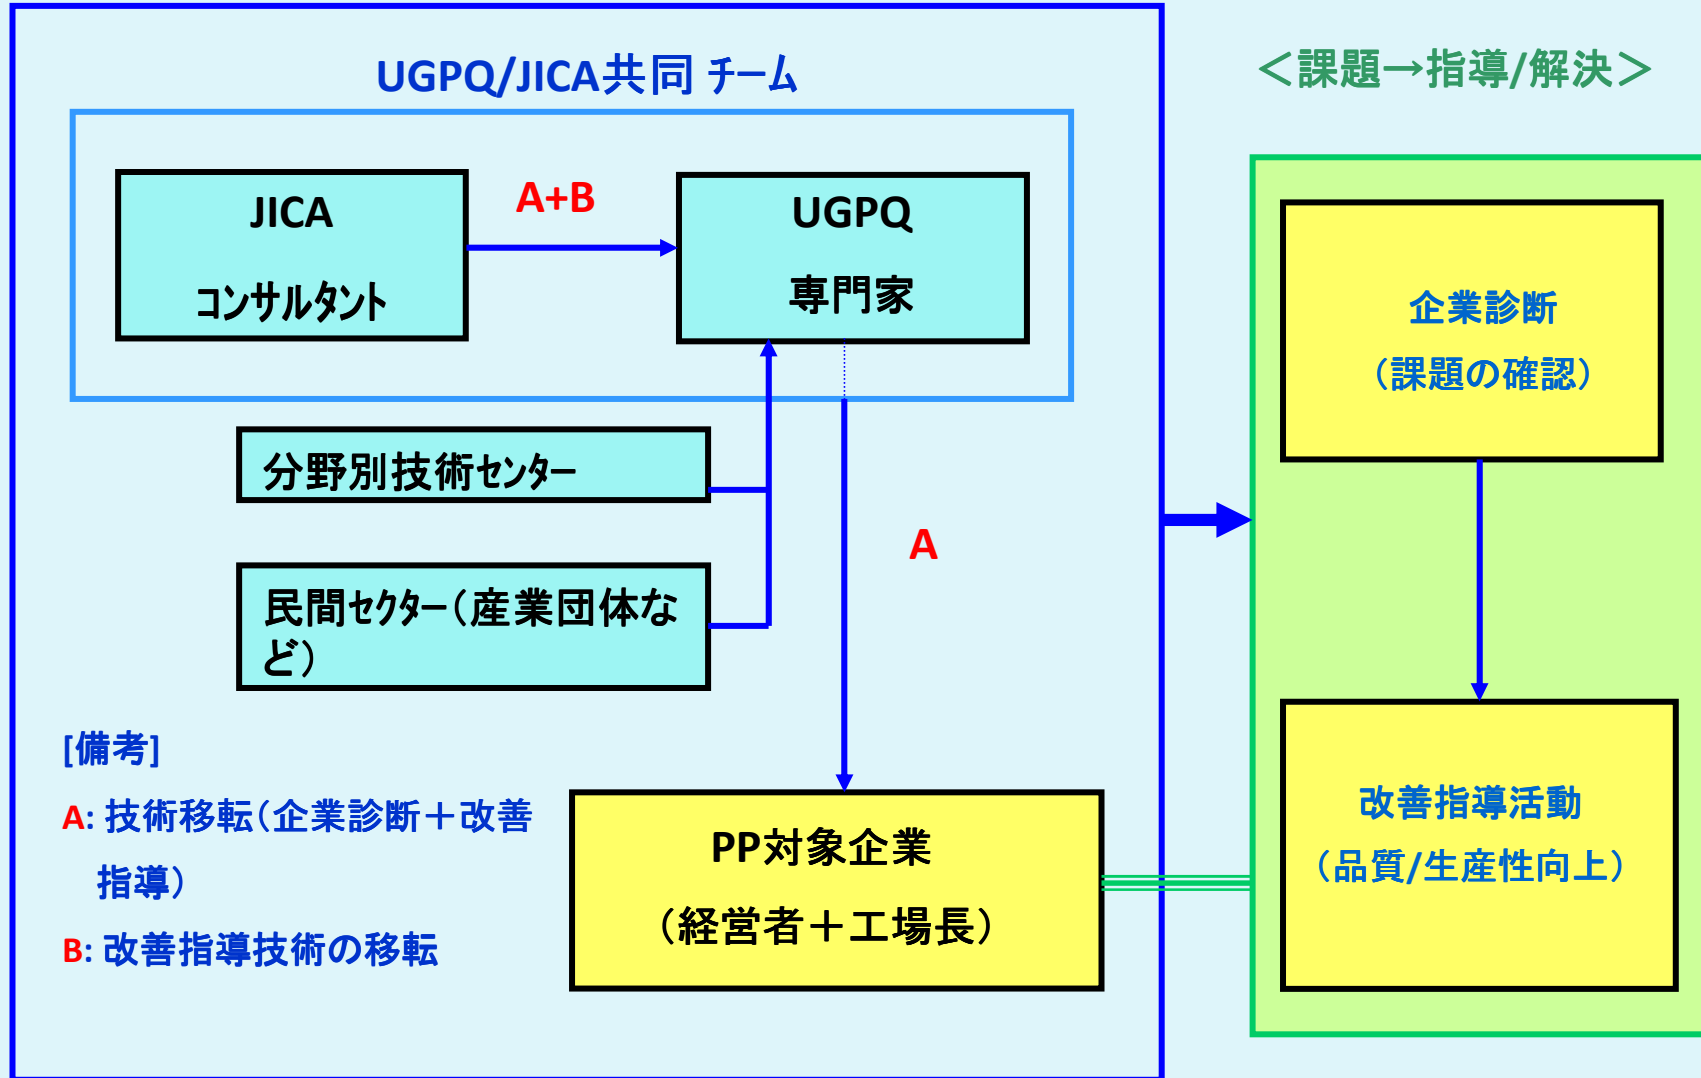 UGPQ/JICA共同 チーム
＜課題→指導/解決＞
JICA
コンサルタント
A+B
UGPQ
専門家
企業診断
（課題の確認）
分野別技術センター
A
民間セクター（産業団体な
ど）
[備考]
A: 技術移転（企業診断＋改善
指導）
B: 改善指導技術の移転
PP対象企業
（経営者＋工場長）
改善指導活動
（品質/生産性向上）